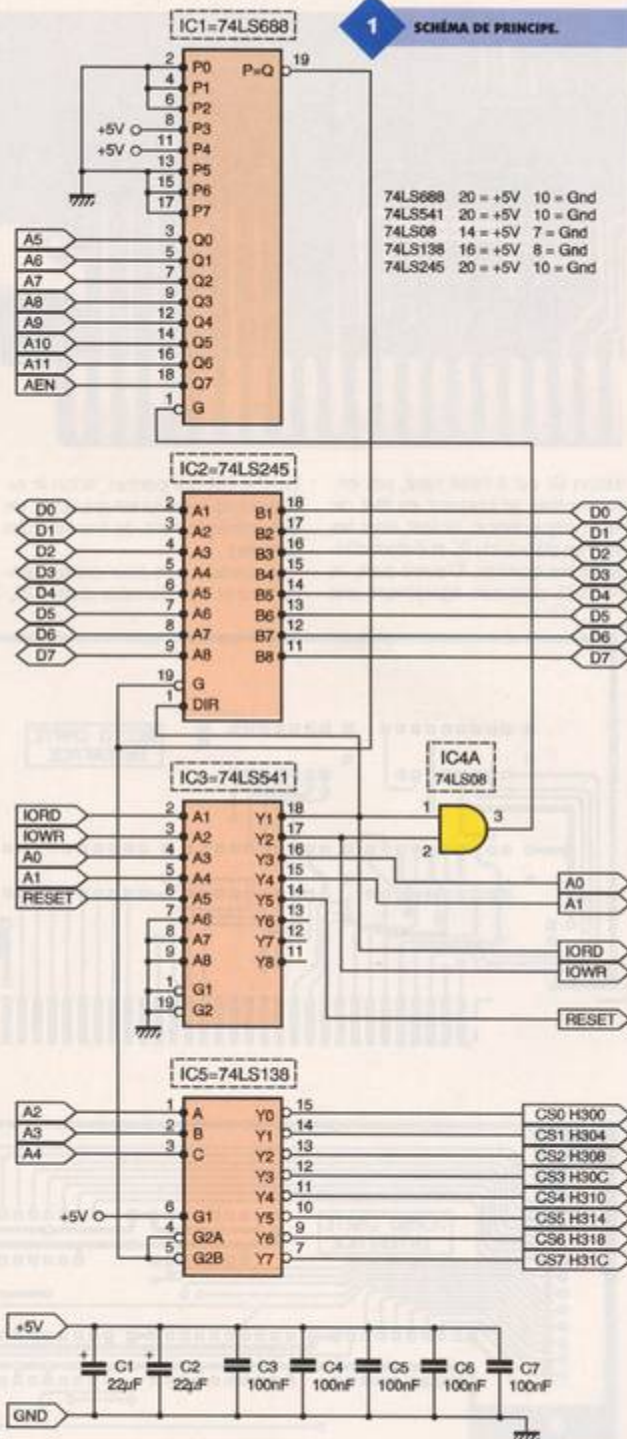 IC1=74LS688
1 SCHÉMA DE PRINCIPE.
2 P0 P=Q 19
4 P1
6 P2
+5V 8 P3
+5V 11 P4
13 P5
15 P6
17 P7
74LS688 20 = +5V 10 = Gnd
74LS541 20 = +5V 10 = Gnd
74LS08 14 = +5V 7 = Gnd
74LS138 16 = +5V 8 = Gnd
74LS245 20 = +5V 10 = Gnd
A5 3 Q0
A6 5 Q1
A7 7 Q2
A8 9 Q3
A9 12 Q4
A10 14 Q5
A11 16 Q6
AEN 18 Q7
1 G
IC2=74LS245
D0 2 A1 B1 18 D0
D1 3 A2 B2 17 D1
D2 4 A3 B3 16 D2
D3 5 A4 B4 15 D3
D4 6 A5 B5 14 D4
D5 7 A6 B6 13 D5
D6 8 A7 B7 12 D6
D7 9 A8 B8 11 D7
19 G
1 DIR
IC3=74LS541
IC4A
74LS08
1 2 3
IORD 2 A1 Y1 18
IOWR 3 A2 Y2 17
A0 4 A3 Y3 16
A1 5 A4 Y4 15
RESET 6 A5 Y5 14
7 A6 Y6 13
8 A7 Y7 12
9 A8 Y8 11
1 G1
19 G2
A0
A1
IORD
IOWR
RESET
IC5=74LS138
A2 1 A Y0 15 CS0 H300
A3 2 B Y1 14 CS1 H304
A4 3 C Y2 13 CS2 H308
Y3 12 CS3 H30C
Y4 11 CS4 H310
+5V 6 G1 Y5 10 CS5 H314
4 G2A Y6 9 CS6 H318
5 G2B Y7 7 CS7 H31C
+5V
+ C1 22µF
+ C2 22µF
C3 100nF
C4 100nF
C5 100nF
C6 100nF
C7 100nF
GND